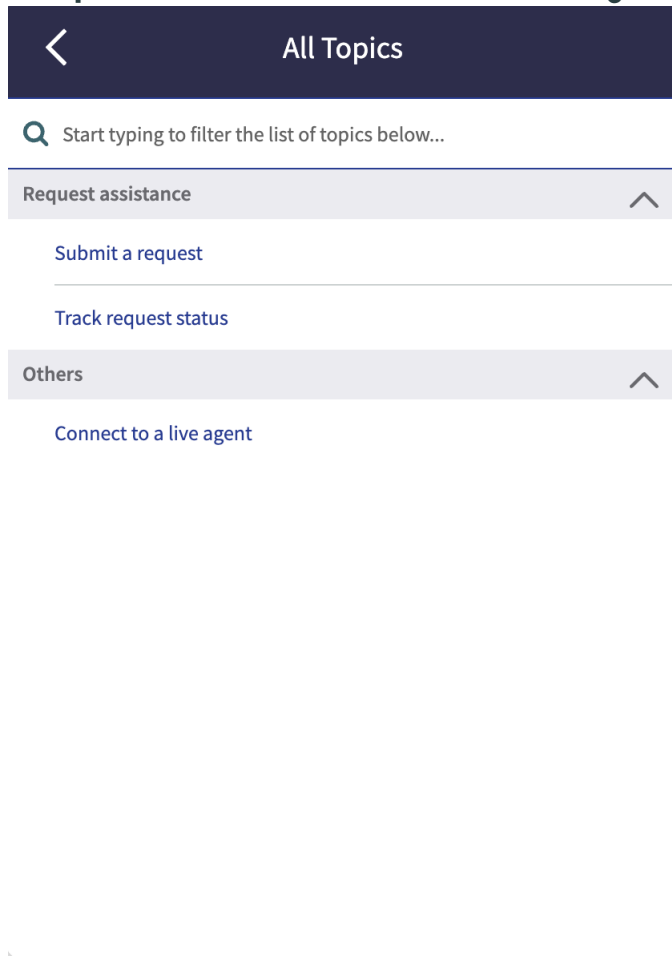 All Topics
Start typing to filter the list of topics below...
Request assistance
Submit a request
Track request status
Others
Connect to a live agent